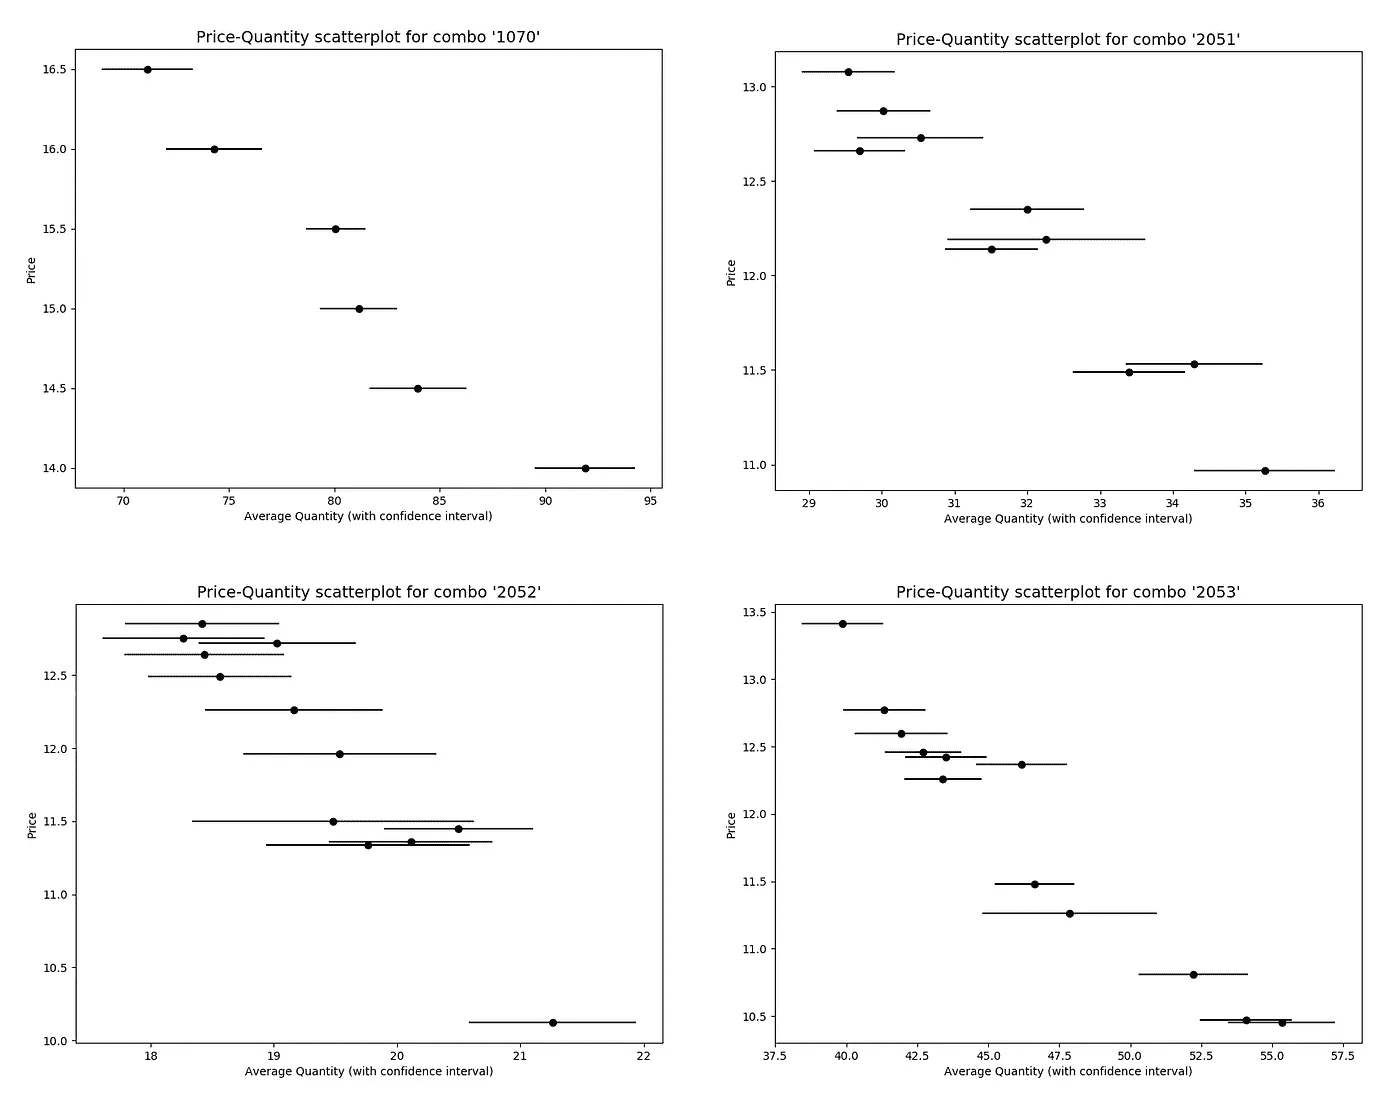 Price-Quantity scatterplot for combo '1070'
16.5
16.0
15.5
15.0
14.5
14.0
Price
70 75 80 85 90 95
Average Quantity (with confidence interval)
Price-Quantity scatterplot for combo '2051'
13.0
12.5
12.0
11.5
11.0
Price
29 30 31 32 33 34 35 36
Average Quantity (with confidence interval)
Price-Quantity scatterplot for combo '2052'
12.5
12.0
11.5
11.0
10.5
10.0
Price
18 19 20 21 22
Average Quantity (with confidence interval)
Price-Quantity scatterplot for combo '2053'
13.5
13.0
12.5
12.0
11.5
11.0
10.5
Price
37.5 40.0 42.5 45.0 47.5 50.0 52.5 55.0 57.5
Average Quantity (with confidence interval)